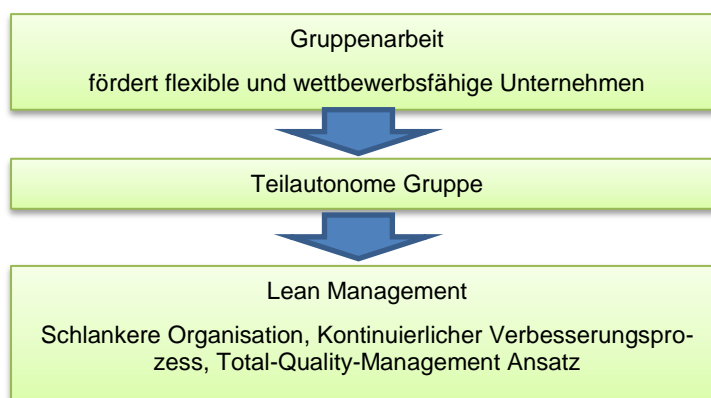 Gruppenarbeit
fördert flexible und wettbewerbsfähige Unternehmen
Teilautonome Gruppe
Lean Management
Schlankere Organisation, Kontinuierlicher Verbesserungspro-
zess, Total-Quality-Management Ansatz